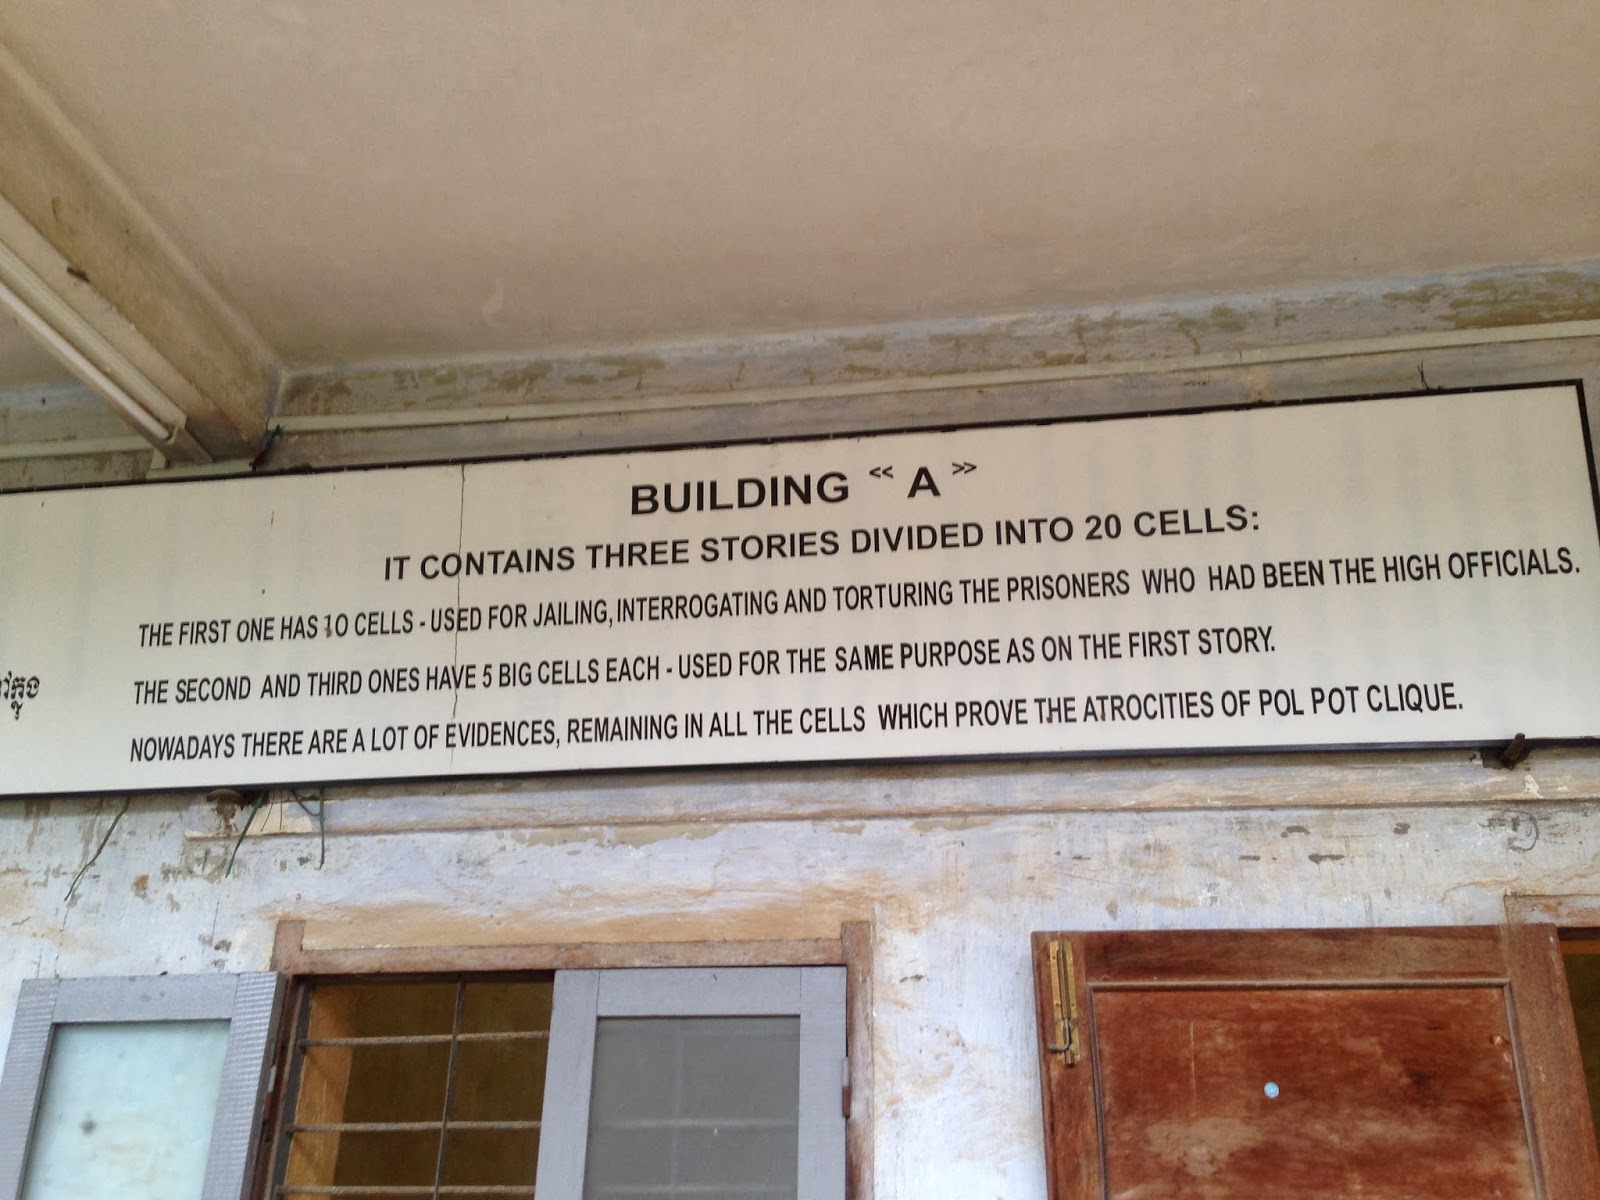 BUILDING « A »
IT CONTAINS THREE STORIES DIVIDED INTO 20 CELLS:
THE FIRST ONE HAS 10 CELLS - USED FOR JAILING, INTERROGATING AND TORTURING THE PRISONERS WHO HAD BEEN THE HIGH OFFICIALS.
THE SECOND AND THIRD ONES HAVE 5 BIG CELLS EACH - USED FOR THE SAME PURPOSE AS ON THE FIRST STORY.
NOWADAYS THERE ARE A LOT OF EVIDENCES, REMAINING IN ALL THE CELLS WHICH PROVE THE ATROCITIES OF POL POT CLIQUE.